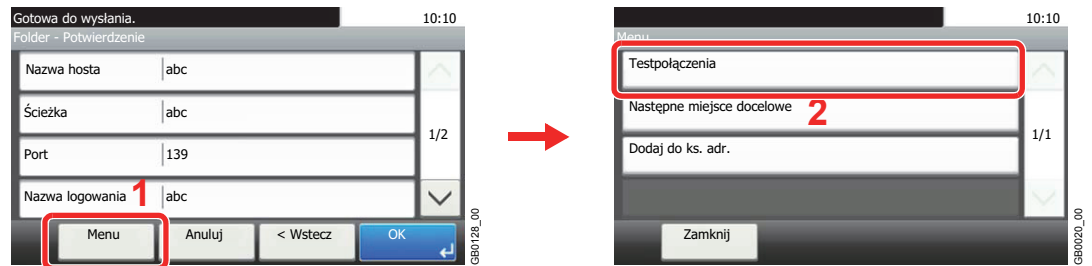 Gotowa do wysłania.
10:10
Folder - Potwierdzenie
Nazwa hosta abc
Ścieżka abc
1/2
Port 139
Nazwa logowania abc
1
Menu Anuluj < Wstecz OK
GB0128_00
10:10
Menu
Testpołączenia
Następne miejsce docelowe
2
1/1
Dodaj do ks. adr.
Zamknij
GB0020_00